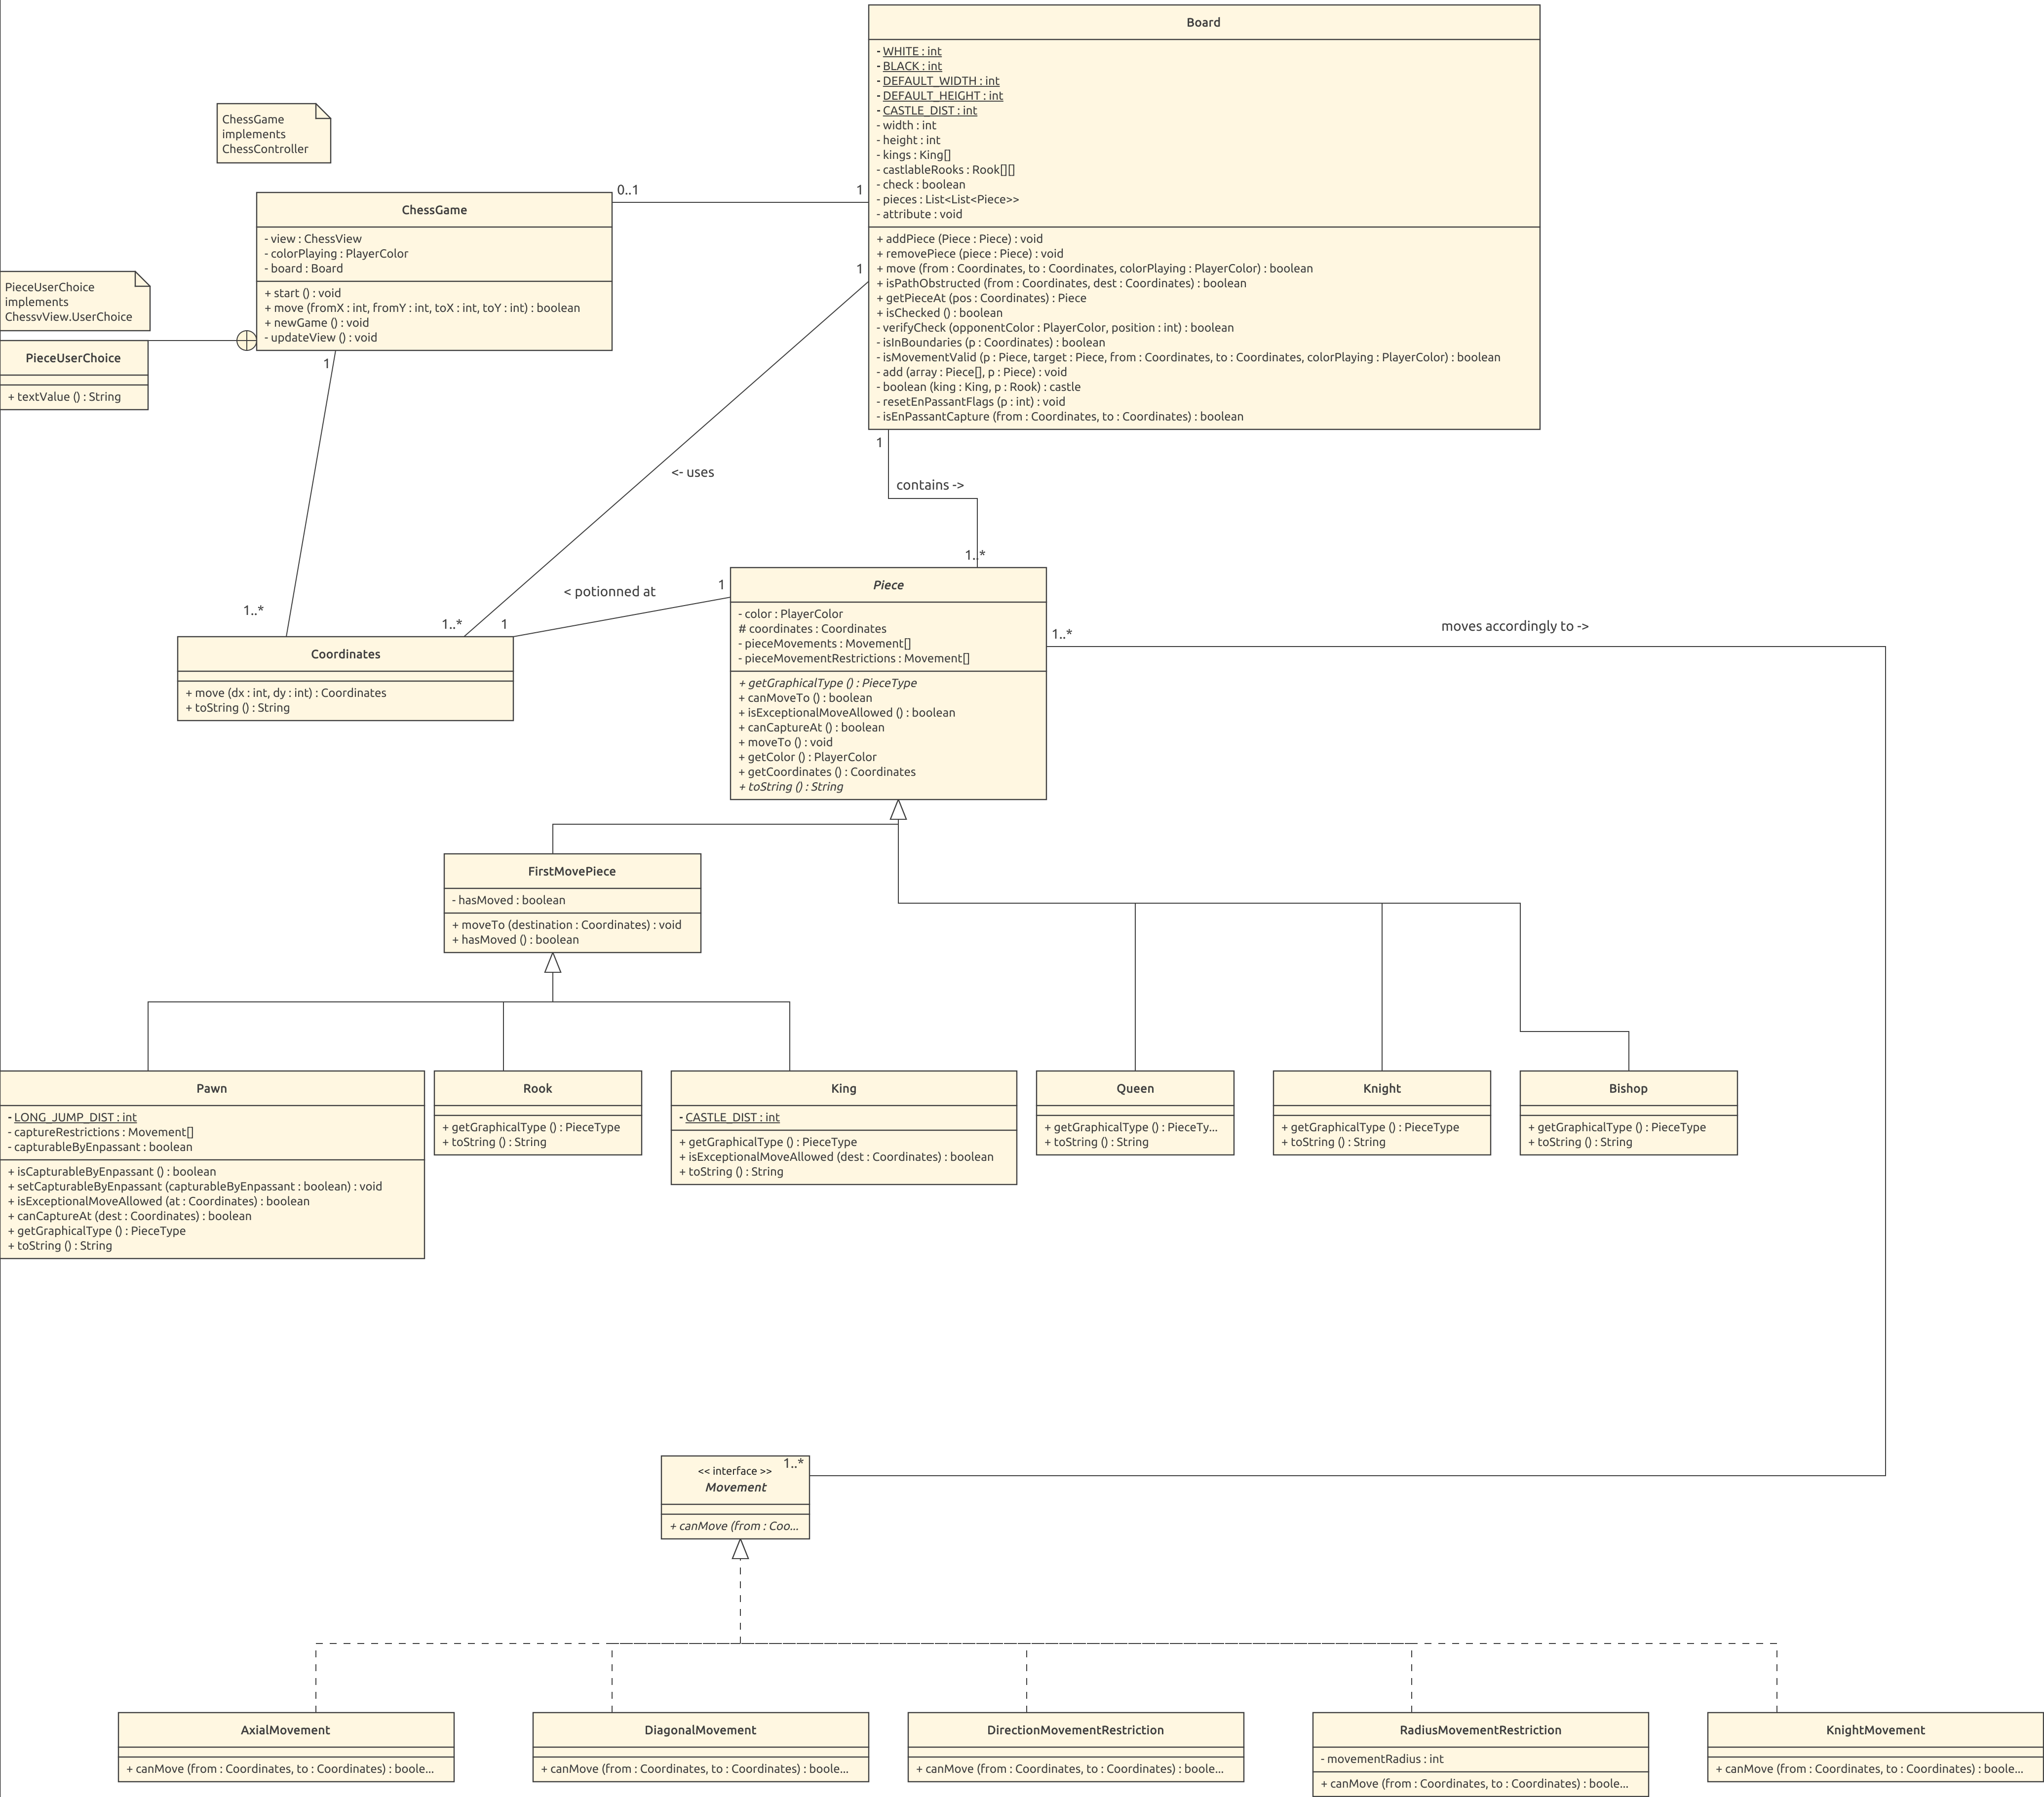 Board
- WHITE : int
- BLACK : int
- DEFAULT_WIDTH : int
- DEFAULT_HEIGHT : int
- CASTLE_DIST : int
- width : int
- height : int
- kings : King[]
- castlableRooks : Rook[][]
- check : boolean
- pieces : List<List<Piece>>
- attribute : void
+ addPiece (Piece : Piece) : void
+ removePiece (piece : Piece) : void
+ move (from : Coordinates, to : Coordinates, colorPlaying : PlayerColor) : boolean
+ isPathObstructed (from : Coordinates, dest : Coordinates) : boolean
+ getPieceAt (pos : Coordinates) : Piece
+ isChecked () : boolean
- verifyCheck (opponentColor : PlayerColor, position : int) : boolean
- isInBoundaries (p : Coordinates) : boolean
- isMovementValid (p : Piece, target : Piece, from : Coordinates, to : Coordinates, colorPlaying : PlayerColor) : boolean
- add (array : Piece[], p : Piece) : void
- boolean (king : King, p : Rook) : castle
- resetEnPassantFlags (p : int) : void
- isEnPassantCapture (from : Coordinates, to : Coordinates) : boolean
ChessGame
implements
ChessController
0..1
1
ChessGame
- view : ChessView
- colorPlaying : PlayerColor
- board : Board
+ start () : void
+ move (fromX : int, fromY : int, toX : int, toY : int) : boolean
+ newGame () : void
- updateView () : void
1
PieceUserChoice
implements
ChessvView.UserChoice
PieceUserChoice
+ textValue () : String
1
1
<- uses
contains ->
1..*
1..*
< potionned at
1
1..*
1
Coordinates
+ move (dx : int, dy : int) : Coordinates
+ toString () : String
Piece
- color : PlayerColor
# coordinates : Coordinates
- pieceMovements : Movement[]
- pieceMovementRestrictions : Movement[]
+ getGraphicalType () : PieceType
+ canMoveTo () : boolean
+ isExceptionalMoveAllowed () : boolean
+ canCaptureAt () : boolean
+ moveTo () : void
+ getColor () : PlayerColor
+ getCoordinates () : Coordinates
+ toString () : String
1..*
moves accordingly to ->
FirstMovePiece
- hasMoved : boolean
+ moveTo (destination : Coordinates) : void
+ hasMoved () : boolean
Pawn
- LONG_JUMP_DIST : int
- captureRestrictions : Movement[]
- capturableByEnpassant : boolean
+ isCapturableByEnpassant () : boolean
+ setCapturableByEnpassant (capturableByEnpassant : boolean) : void
+ isExceptionalMoveAllowed (at : Coordinates) : boolean
+ canCaptureAt (dest : Coordinates) : boolean
+ getGraphicalType () : PieceType
+ toString () : String
Rook
+ getGraphicalType () : PieceType
+ toString () : String
King
- CASTLE_DIST : int
+ getGraphicalType () : PieceType
+ isExceptionalMoveAllowed (dest : Coordinates) : boolean
+ toString () : String
Queen
+ getGraphicalType () : PieceTy...
+ toString () : String
Knight
+ getGraphicalType () : PieceType
+ toString () : String
Bishop
+ getGraphicalType () : PieceType
+ toString () : String
1..*
<< interface >>
Movement
+ canMove (from : Coo...
AxialMovement
+ canMove (from : Coordinates, to : Coordinates) : boole...
DiagonalMovement
+ canMove (from : Coordinates, to : Coordinates) : boole...
DirectionMovementRestriction
+ canMove (from : Coordinates, to : Coordinates) : boole...
RadiusMovementRestriction
- movementRadius : int
+ canMove (from : Coordinates, to : Coordinates) : boole...
KnightMovement
+ canMove (from : Coordinates, to : Coordinates) : boole...